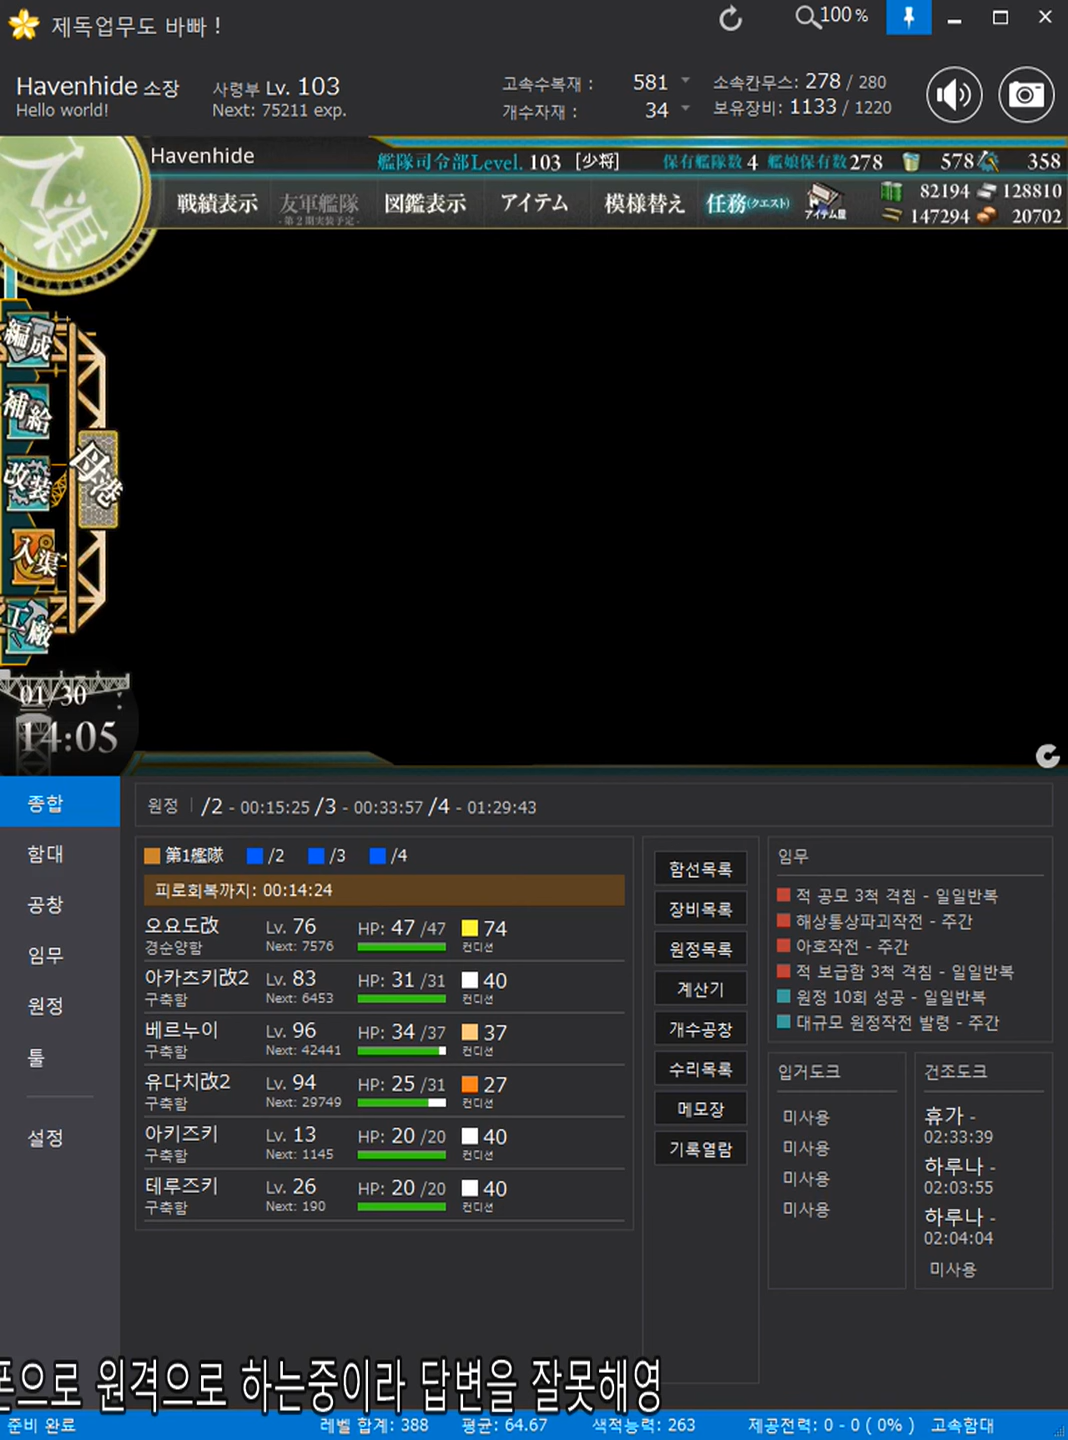 제독업무도 바빠 !
100 %
Havenhide 소장
사령부 Lv. 103
고속수복재 : 581
소속칸무스: 278 / 280
Hello world!
Next: 75211 exp.
개수자재 : 34
보유장비: 1133 / 1220
Havenhide
艦隊司令部Level. 103 [少将]
保有艦隊数 4 艦娘保有数 278
578
358
戦績表示
友軍艦隊
-第2期実装予定-
図鑑表示
アイテム
模様替え
任務(クエスト)
アイテム屋
82194
128810
147294
20702
入渠
編成
補給
改装
母港
入渠
工廠
01/30
14:05
종합
원정 /2 - 00:15:25 /3 - 00:33:57 /4 - 01:29:43
함대
공창
임무
원정
툴
설정
第1艦隊 /2 /3 /4
피로회복까지: 00:14:24
오요도改 Lv. 76 HP: 47 /47 74
경순양함 Next: 7576 컨디션
아카츠키改2 Lv. 83 HP: 31 /31 40
구축함 Next: 6453 컨디션
베르누이 Lv. 96 HP: 34 /37 37
구축함 Next: 42441 컨디션
유다치改2 Lv. 94 HP: 25 /31 27
구축함 Next: 29749 컨디션
아키즈키 Lv. 13 HP: 20 /20 40
구축함 Next: 1145 컨디션
테루즈키 Lv. 26 HP: 20 /20 40
구축함 Next: 190 컨디션
함선목록
장비목록
원정목록
계산기
개수공창
수리목록
메모장
기록열람
임무
적 공모 3척 격침 - 일일반복
해상통상파괴작전 - 주간
아호작전 - 주간
적 보급함 3척 격침 - 일일반복
원정 10회 성공 - 일일반복
대규모 원정작전 발령 - 주간
입거도크
미사용
미사용
미사용
미사용
건조도크
휴가 -
02:33:39
하루나 -
02:03:55
하루나 -
02:04:04
미사용
폰으로 원격으로 하는중이라 답변을 잘못해영
준비 완료
레벨 합계: 388
평균: 64.67
색적능력: 263
제공전력: 0 - 0 ( 0% )
고속함대